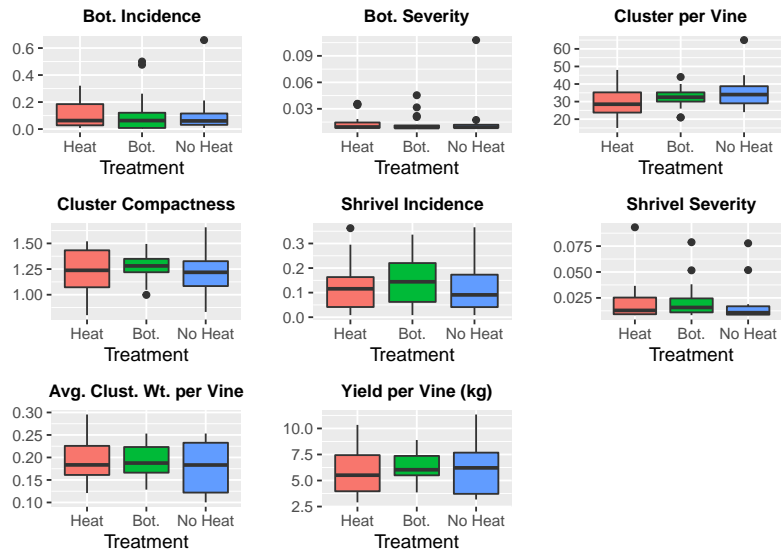 Bot. Incidence
0.6
0.4
0.2
0.0
Heat Bot. No Heat
Treatment
Bot. Severity
0.09
0.06
0.03
Heat Bot. No Heat
Treatment
Cluster per Vine
60
50
40
30
20
Heat Bot. No Heat
Treatment
Cluster Compactness
1.50
1.25
1.00
Heat Bot. No Heat
Treatment
Shrivel Incidence
0.3
0.2
0.1
0.0
Heat Bot. No Heat
Treatment
Shrivel Severity
0.075
0.050
0.025
Heat Bot. No Heat
Treatment
Avg. Clust. Wt. per Vine
0.30
0.25
0.20
0.15
0.10
Heat Bot. No Heat
Treatment
Yield per Vine (kg)
10.0
7.5
5.0
2.5
Heat Bot. No Heat
Treatment